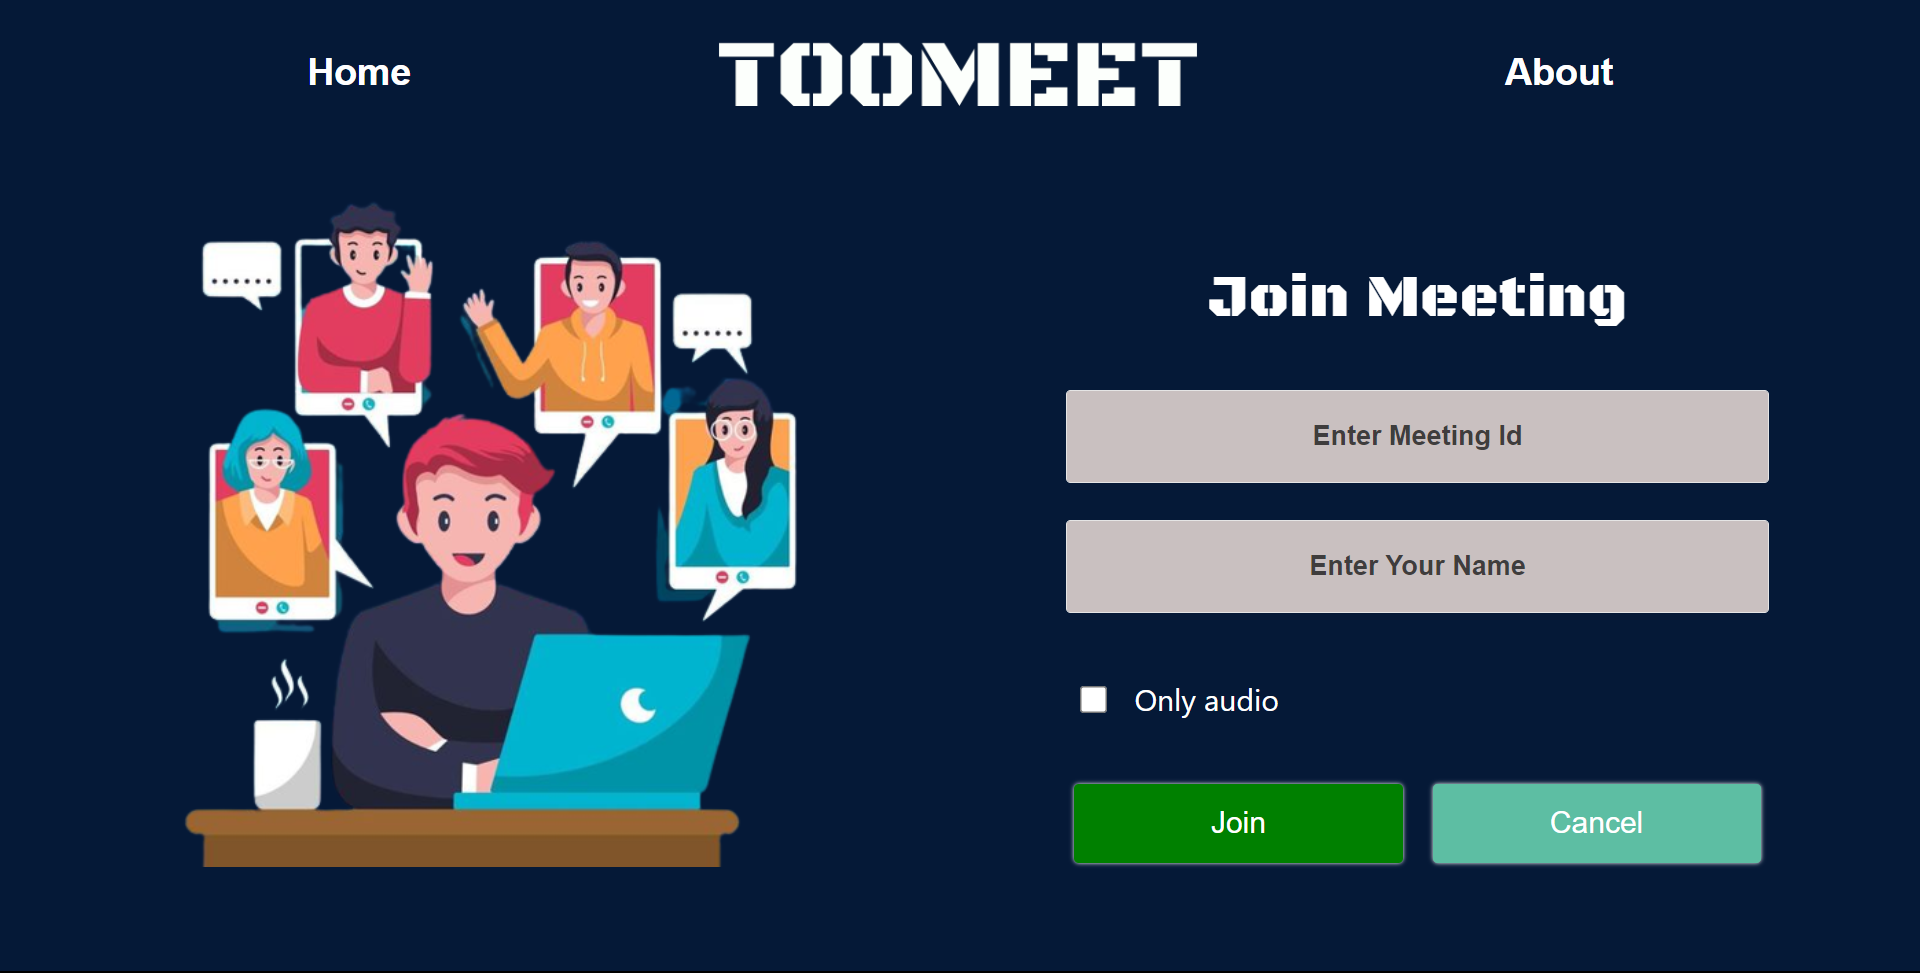 Home
TOOMEET
About
Join Meeting
Enter Meeting Id
Enter Your Name
Only audio
Join
Cancel